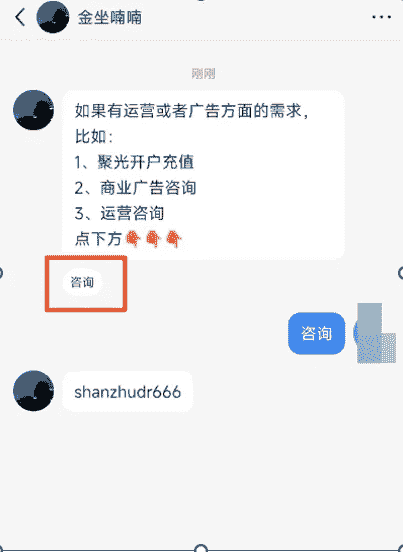 金坐喃喃
刚刚
如果有运营或者广告方面的需求,
比如:
1、聚光开户充值
2、商业广告咨询
3、运营咨询
点下方👇👇👇
咨询
咨询
shanzhudr666